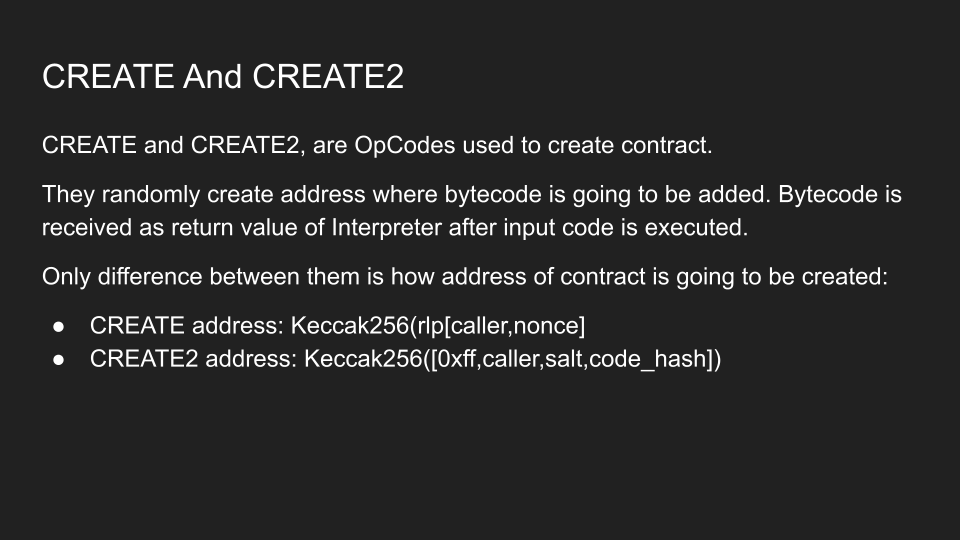 CREATE And CREATE2
CREATE and CREATE2, are OpCodes used to create contract.
They randomly create address where bytecode is going to be added. Bytecode is
received as return value of Interpreter after input code is executed.
Only difference between them is how address of contract is going to be created:
● CREATE address: Keccak256(rlp[caller,nonce]
● CREATE2 address: Keccak256([0xff,caller,salt,code_hash])